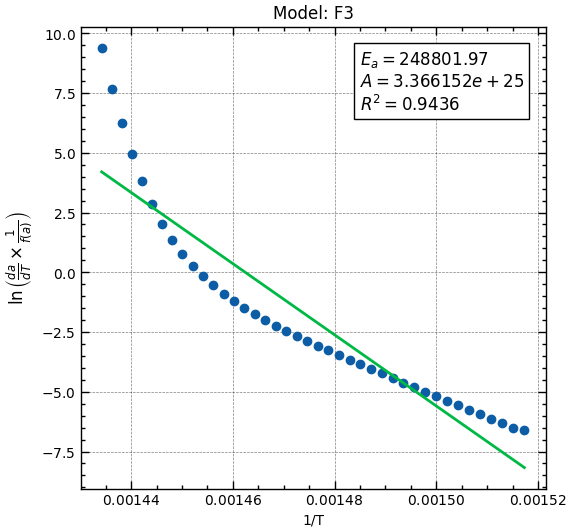 Model: F3
E_a = 248801.97
A = 3.366152e + 25
R² = 0.9436
10.0
7.5
5.0
2.5
0.0
−2.5
−5.0
−7.5
ln (da/dT × 1/f(a))
0.00144 0.00146 0.00148 0.00150 0.00152
1/T